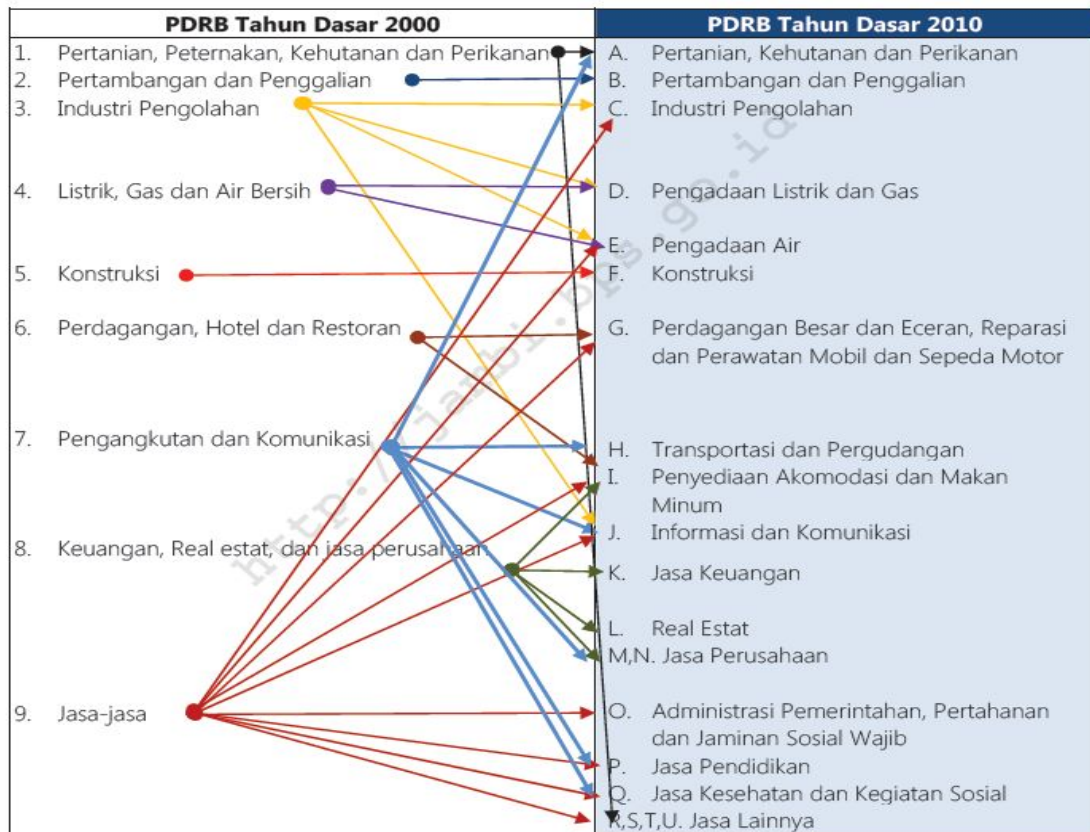 PDRB Tahun Dasar 2000
PDRB Tahun Dasar 2010
1. Pertanian, Peternakan, Kehutanan dan Perikanan
2. Pertambangan dan Penggalian
3. Industri Pengolahan
4. Listrik, Gas dan Air Bersih
5. Konstruksi
6. Perdagangan, Hotel dan Restoran
7. Pengangkutan dan Komunikasi
8. Keuangan, Real estat, dan jasa perusahaan
9. Jasa-jasa
A. Pertanian, Kehutanan dan Perikanan
B. Pertambangan dan Penggalian
C. Industri Pengolahan
D. Pengadaan Listrik dan Gas
E. Pengadaan Air
F. Konstruksi
G. Perdagangan Besar dan Eceran, Reparasi
dan Perawatan Mobil dan Sepeda Motor
H. Transportasi dan Pergudangan
I. Penyediaan Akomodasi dan Makan
Minum
J. Informasi dan Komunikasi
K. Jasa Keuangan
L. Real Estat
M,N. Jasa Perusahaan
O. Administrasi Pemerintahan, Pertahanan
dan Jaminan Sosial Wajib
P. Jasa Pendidikan
Q. Jasa Kesehatan dan Kegiatan Sosial
R,S,T,U. Jasa Lainnya
http://jambi.bps.go.id